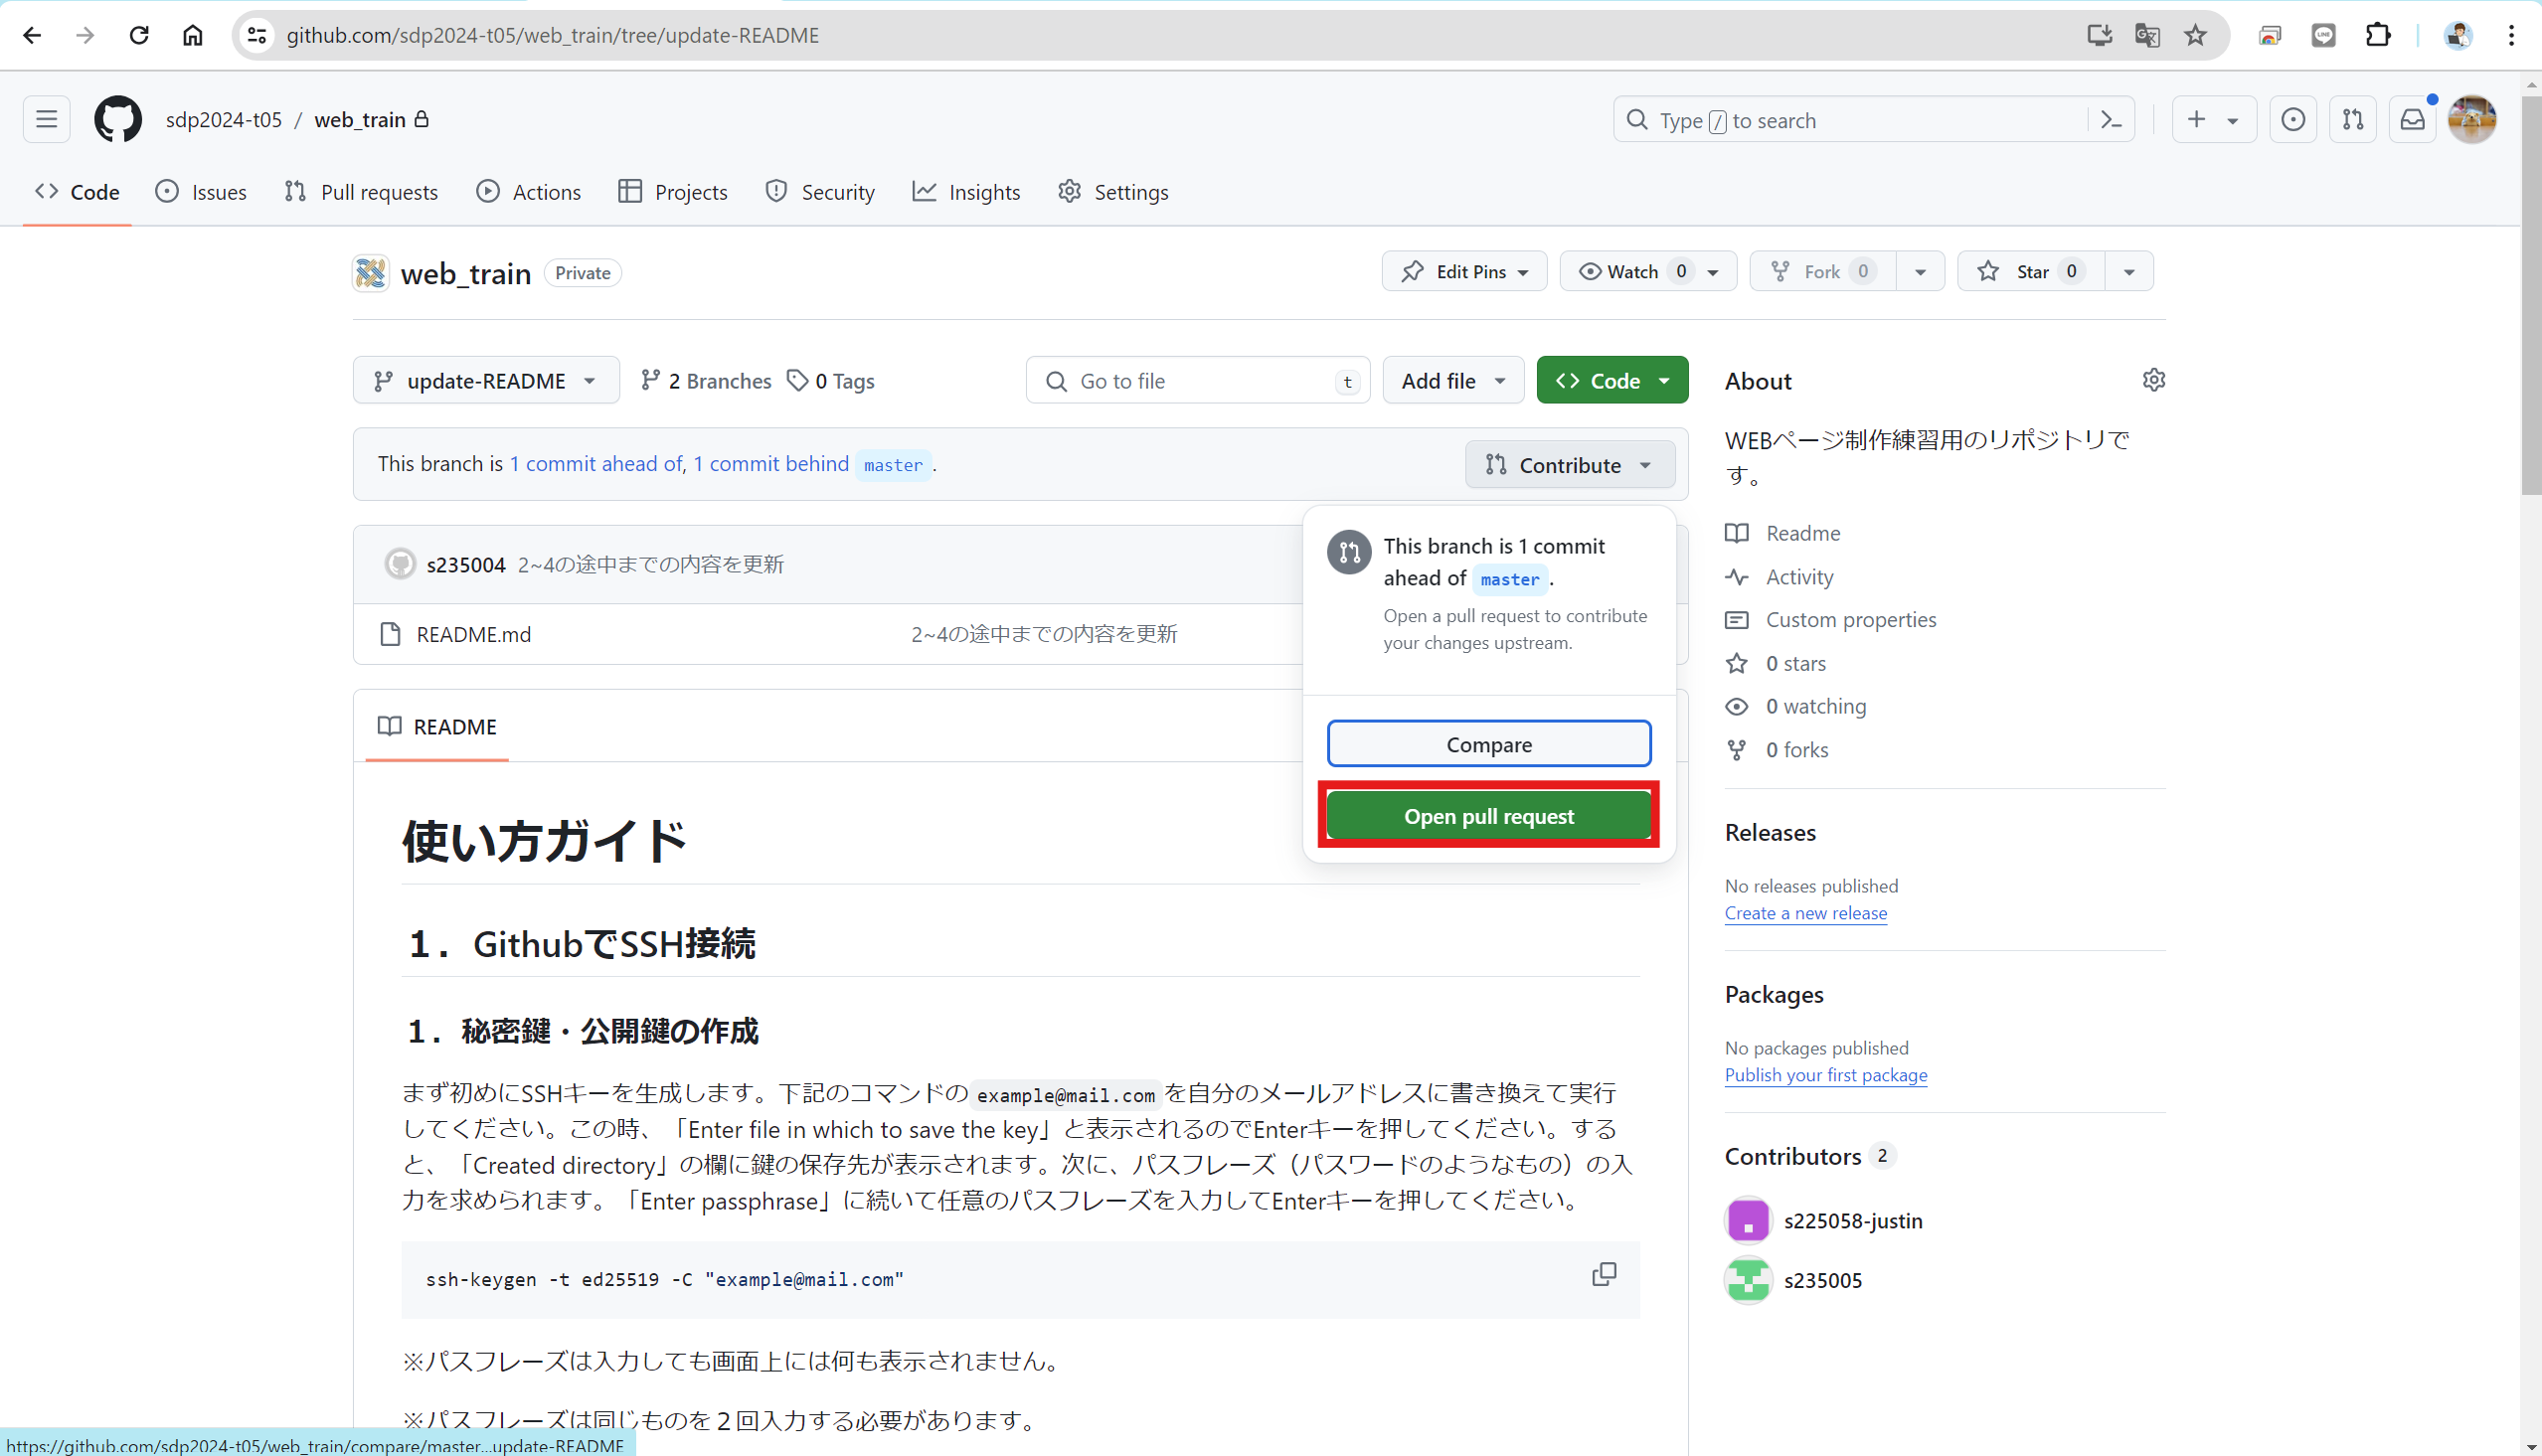 github.com/sdp2024-t05/web_train/tree/update-README
sdp2024-t05 / web_train
Type / to search
Code Issues Pull requests Actions Projects Security Insights Settings
web_train Private
Edit Pins Watch 0 Fork 0 Star 0
update-README 2 Branches 0 Tags Go to file t Add file Code
This branch is 1 commit ahead of, 1 commit behind master .
Contribute
This branch is 1 commit
ahead of master .
Open a pull request to contribute
your changes upstream.
Compare
Open pull request
s235004 2~4の途中までの内容を更新
README.md 2~4の途中までの内容を更新
README
使い方ガイド
1．GithubでSSH接続
1．秘密鍵・公開鍵の作成
まず初めにSSHキーを生成します。下記のコマンドのexample@mail.comを自分のメールアドレスに書き換えて実行
してください。この時、「Enter file in which to save the key」と表示されるのでEnterキーを押してください。する
と、「Created directory」の欄に鍵の保存先が表示されます。次に、パスフレーズ（パスワードのようなもの）の入
力を求められます。「Enter passphrase」に続いて任意のパスフレーズを入力してEnterキーを押してください。
ssh-keygen -t ed25519 -C "example@mail.com"
※パスフレーズは入力しても画面上には何も表示されません。
※パスフレーズは同じものを２回入力する必要があります。
About
WEBページ制作練習用のリポジトリで
す。
Readme
Activity
Custom properties
0 stars
0 watching
0 forks
Releases
No releases published
Create a new release
Packages
No packages published
Publish your first package
Contributors 2
s225058-justin
s235005
https://github.com/sdp2024-t05/web_train/compare/master...update-README